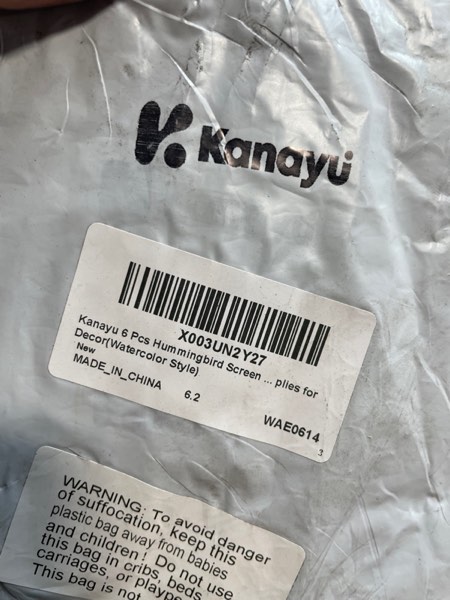 Kanayu
X003UN2Y27
Kanayu 6 Pcs Hummingbird Screen ... plies for
Decor(Watercolor Style)
New
MADE_IN_CHINA
6.2
WAE0614
3
WARNING: To avoid danger
of suffocation, keep this
plastic bag away from babies
and children! Do not use
this bag in cribs, beds,
carriages, or plaype
This bag is not